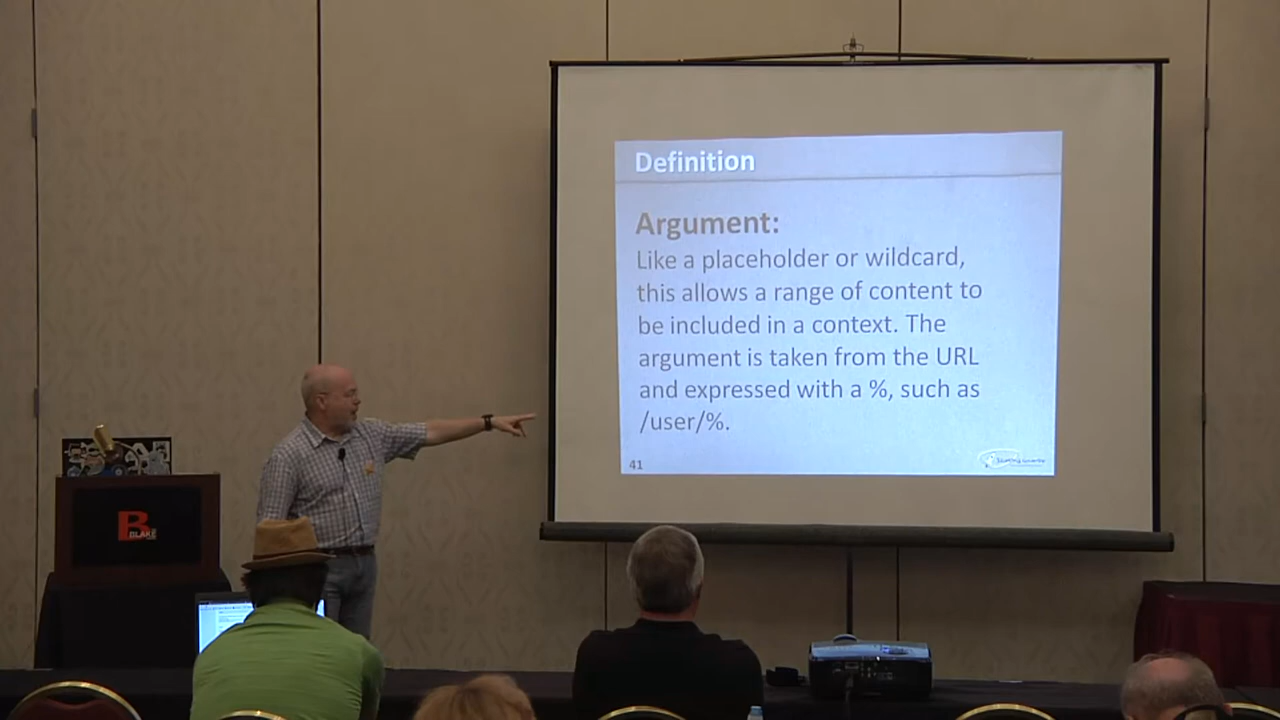 Definition
Argument:
Like a placeholder or wildcard,
this allows a range of content to
be included in a context. The
argument is taken from the URL
and expressed with a %, such as
/user/%.
41
B
BLAKE